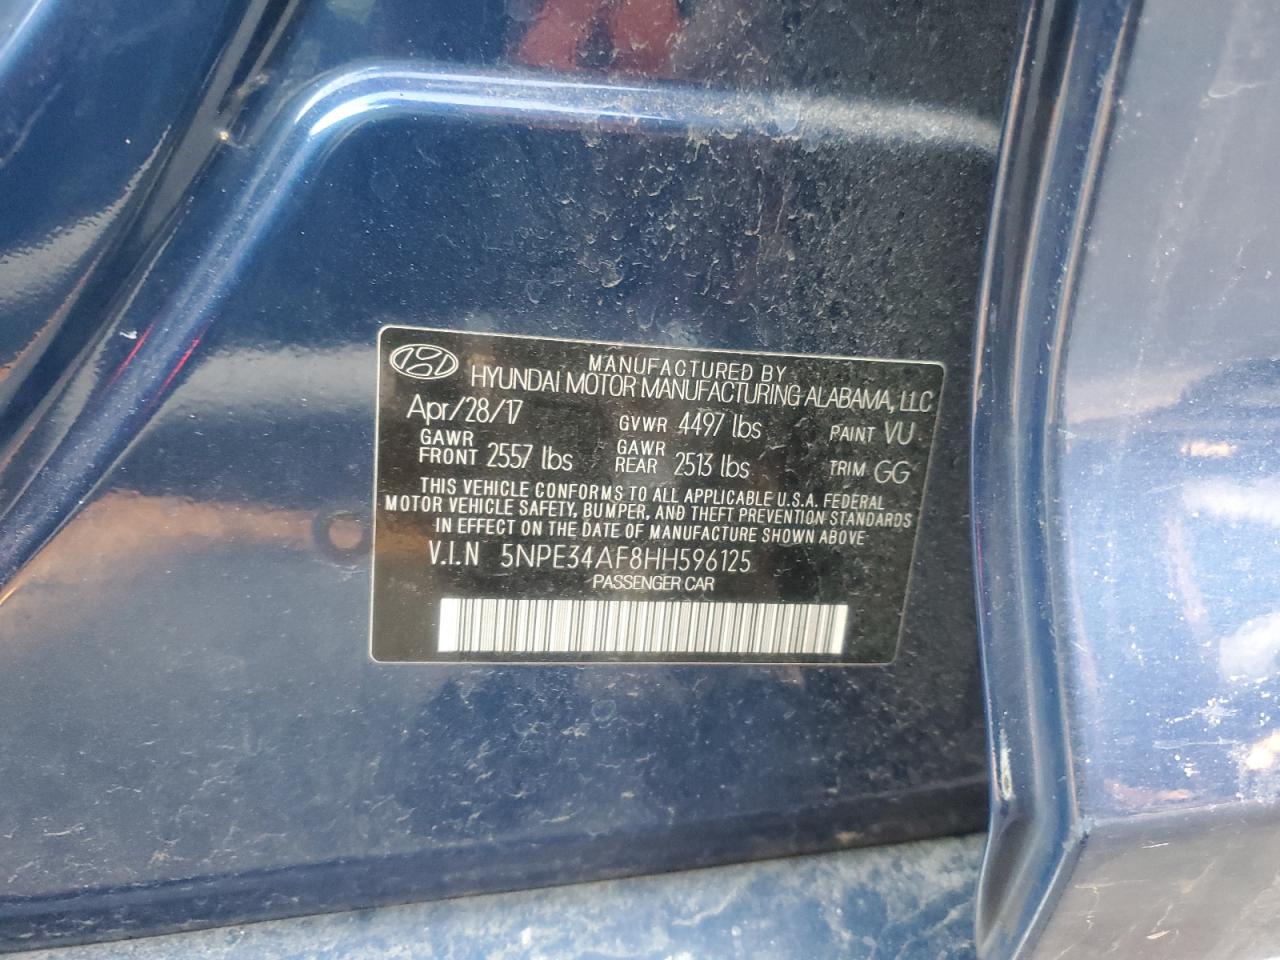 MANUFACTURED BY
HYUNDAI MOTOR MANUFACTURING ALABAMA, LLC
Apr/28/17 GVWR 4497 lbs PAINT VU
GAWR FRONT 2557 lbs GAWR REAR 2513 lbs TRIM GG
THIS VEHICLE CONFORMS TO ALL APPLICABLE U.S.A. FEDERAL
MOTOR VEHICLE SAFETY, BUMPER, AND THEFT PREVENTION STANDARDS
IN EFFECT ON THE DATE OF MANUFACTURE SHOWN ABOVE
V.I.N 5NPE34AF8HH596125
PASSENGER CAR